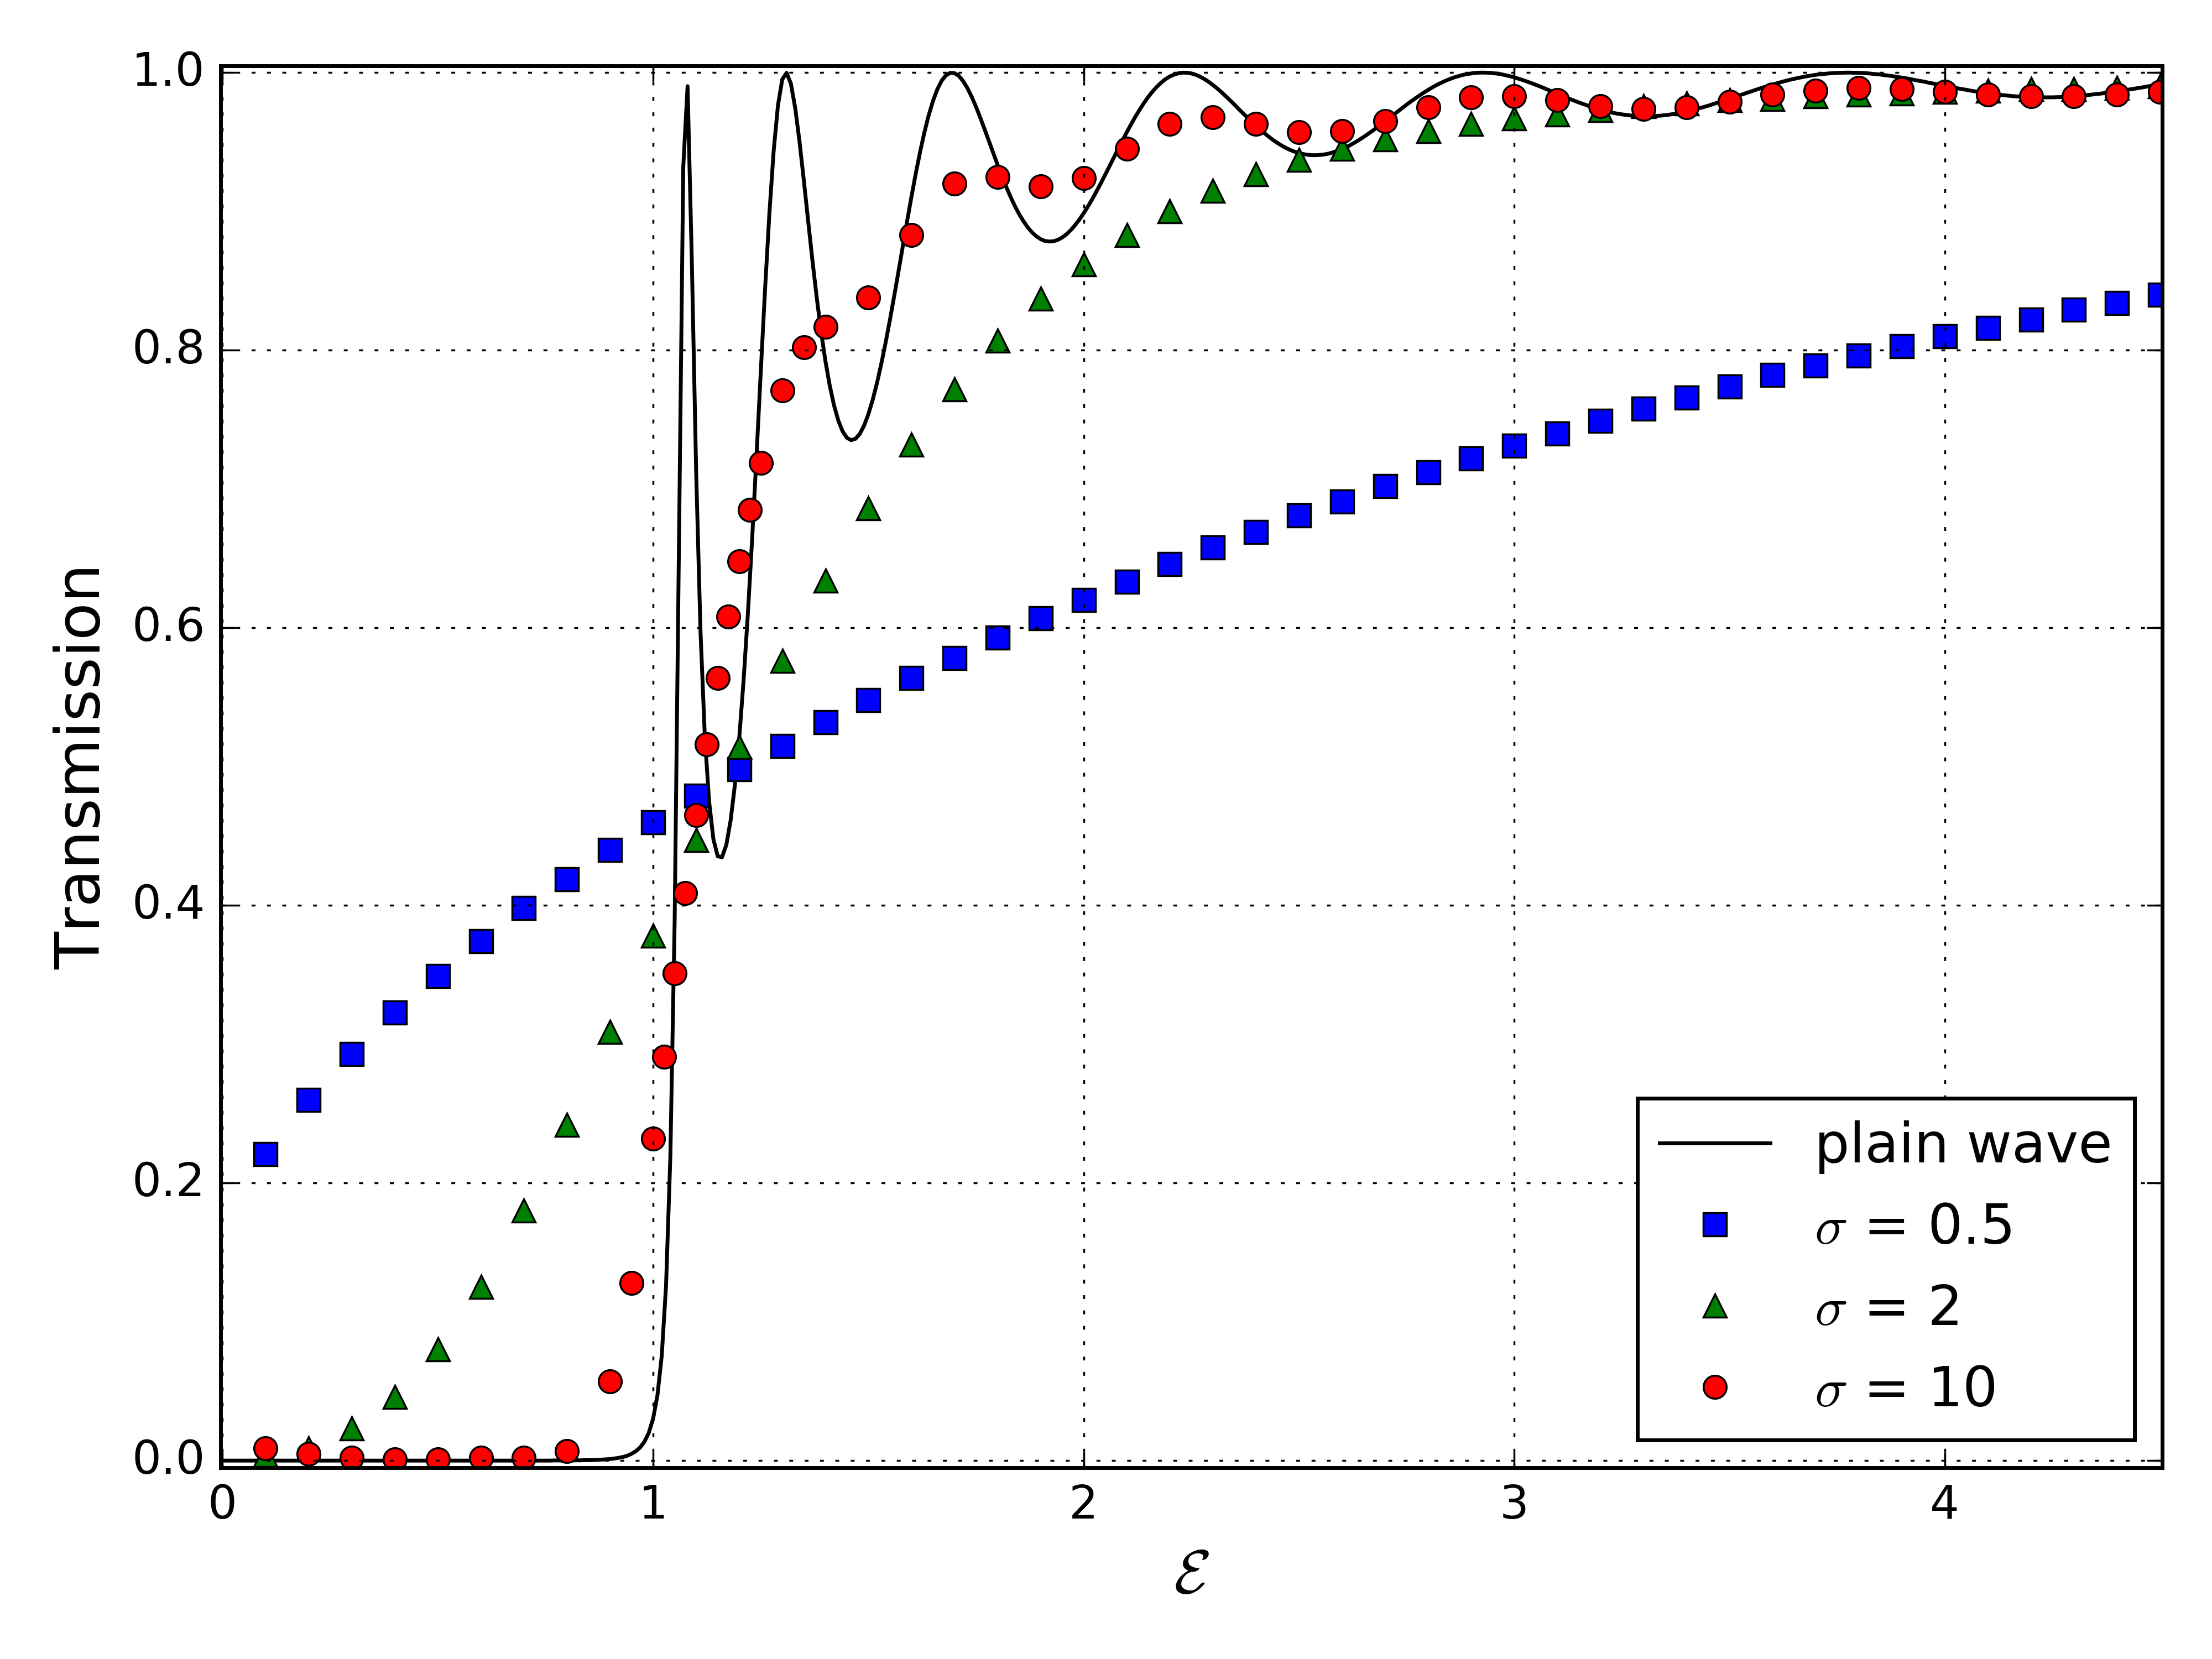 1.0
0.8
0.6
0.4
0.2
0.0
Transmission
0 1 2 3 4
ℰ
plain wave
σ = 0.5
σ = 2
σ = 10